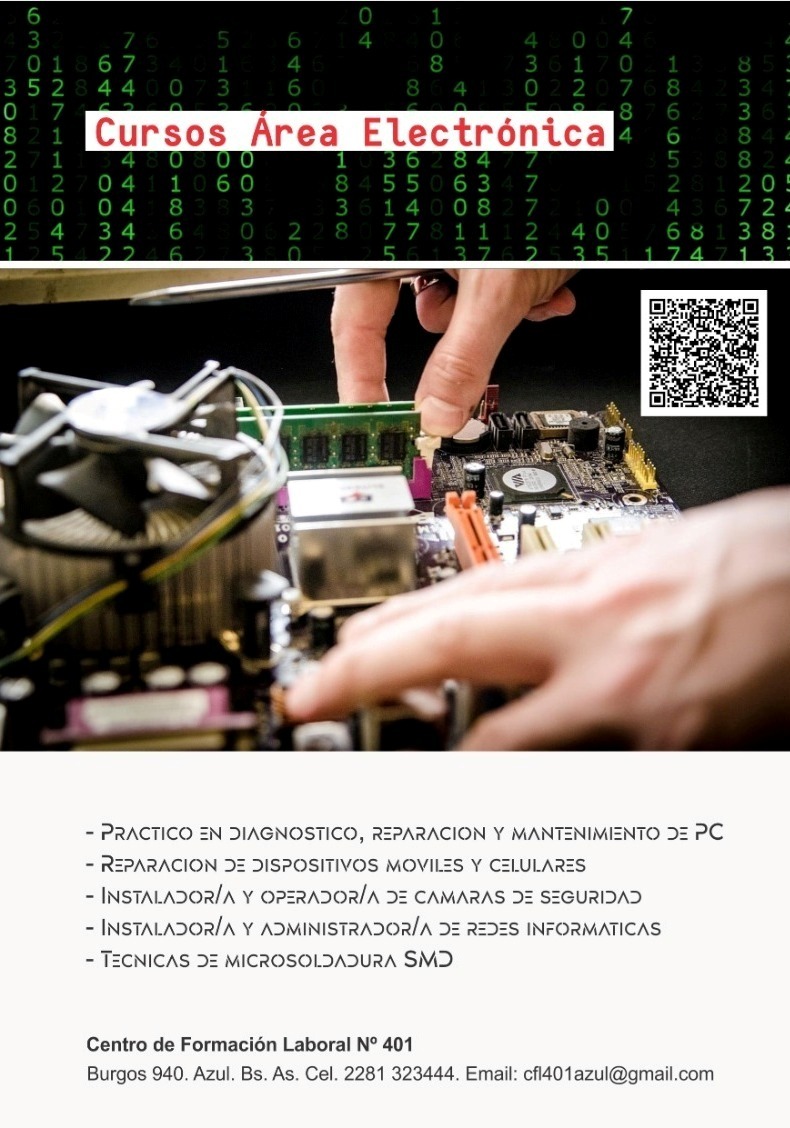 Cursos Área Electrónica
- Practico en diagnostico, reparacion y mantenimiento de PC
- Reparacion de dispositivos moviles y celulares
- Instalador/a y operador/a de camaras de seguridad
- Instalador/a y administrador/a de redes informaticas
- Tecnicas de microsoldadura SMD
Centro de Formación Laboral Nº 401
Burgos 940. Azul. Bs. As. Cel. 2281 323444. Email: cfl401azul@gmail.com